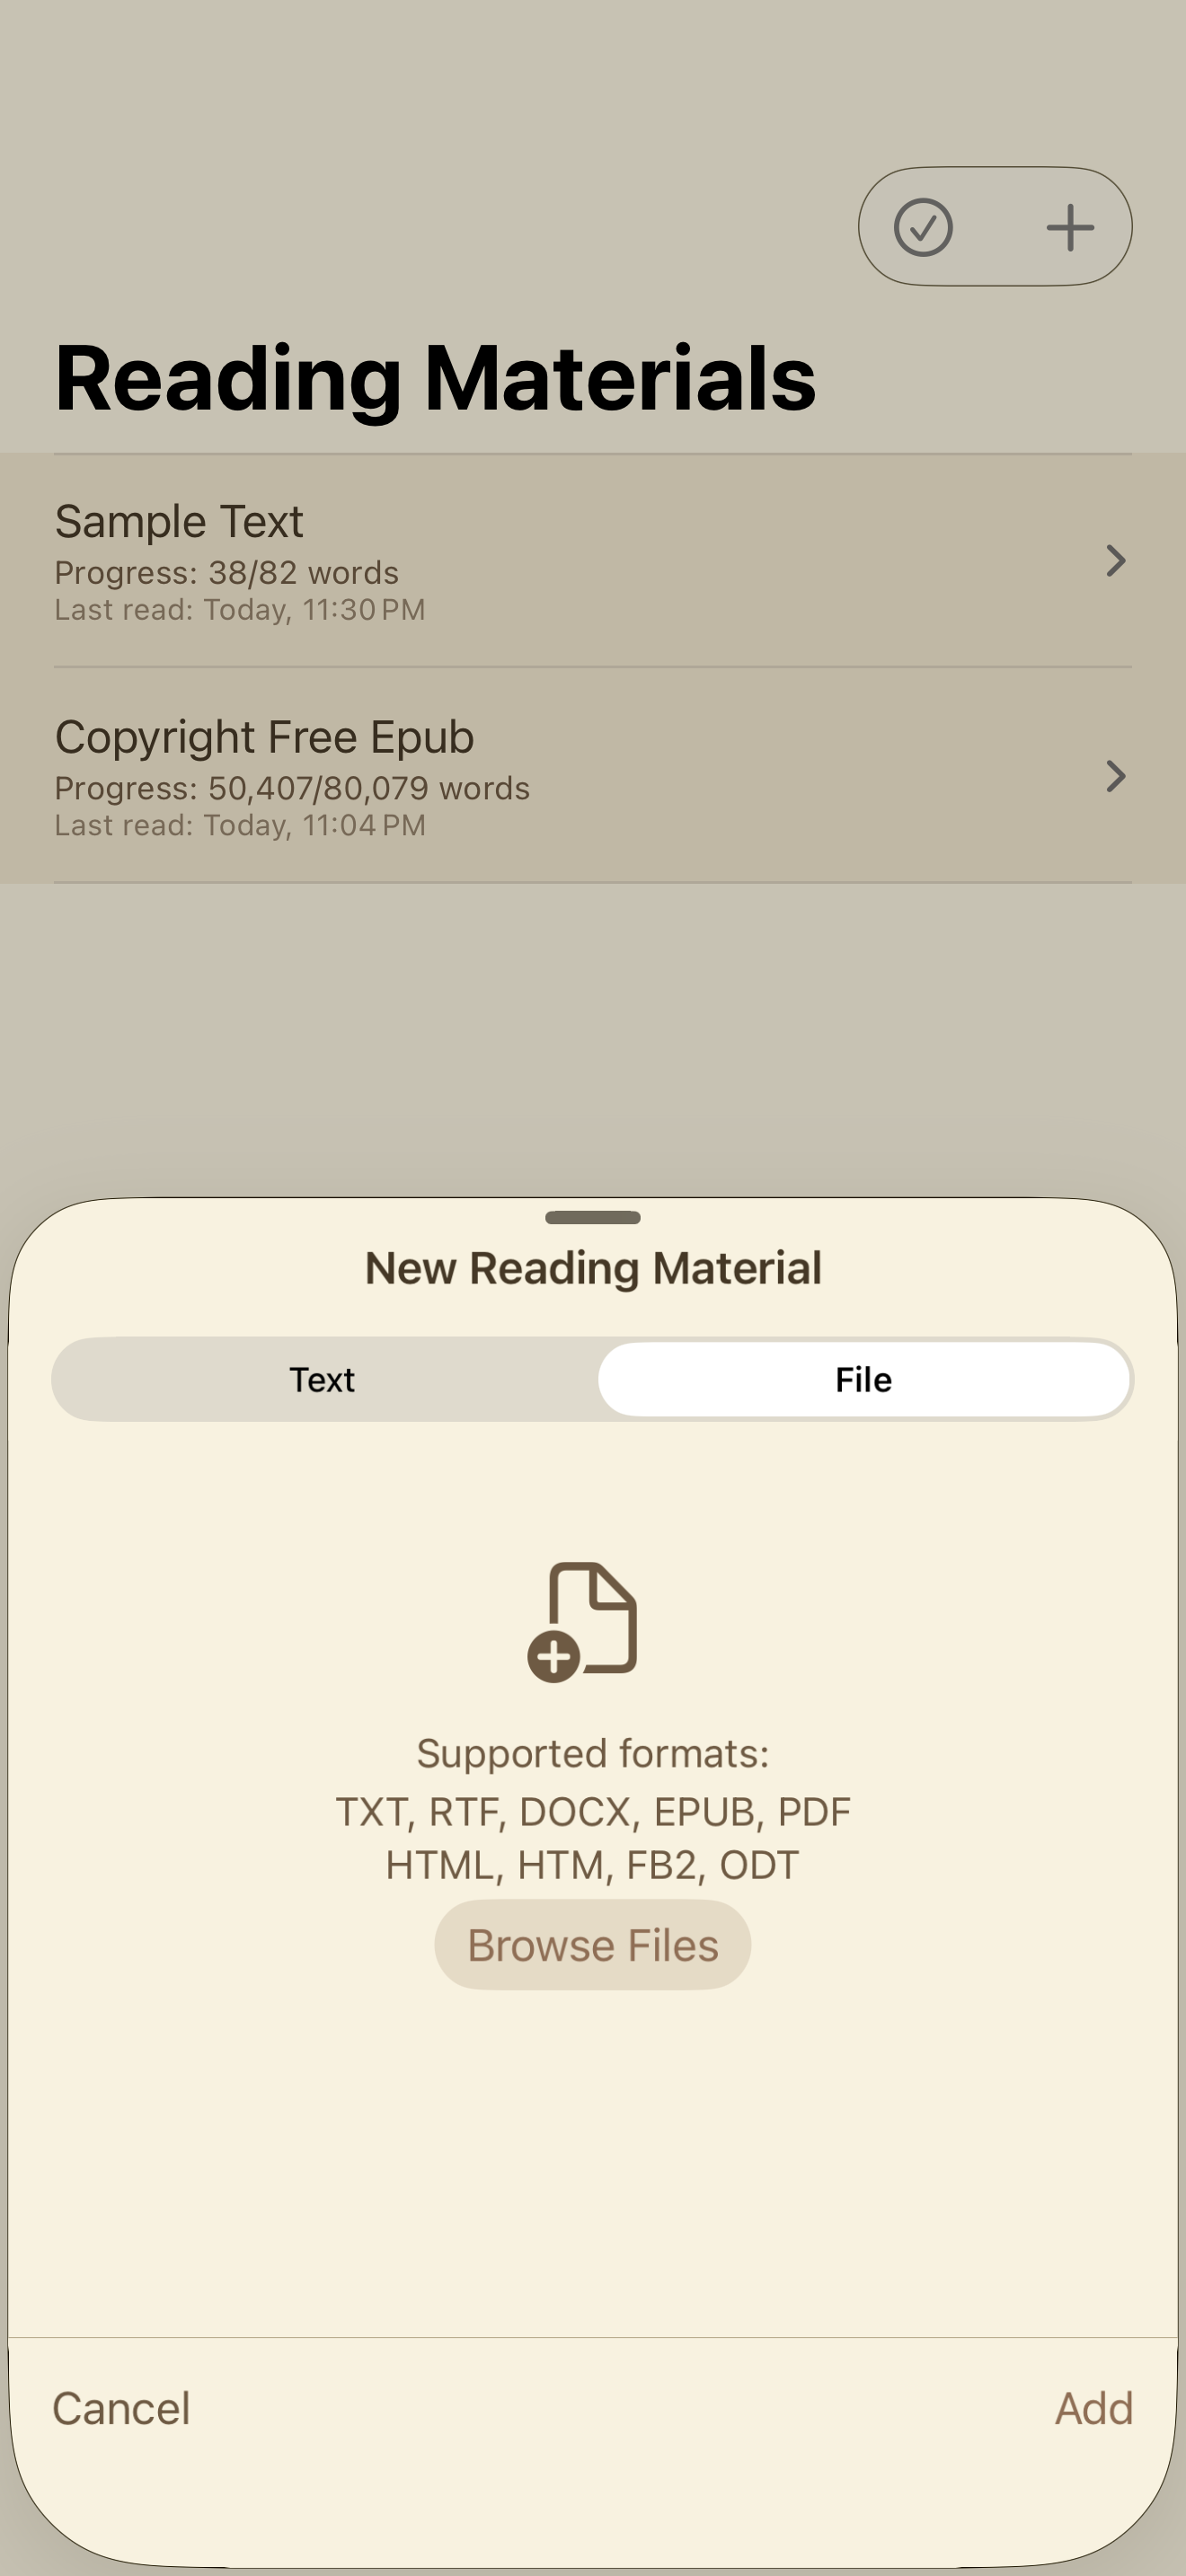 Reading Materials
Sample Text
Progress: 38/82 words
Last read: Today, 11:30 PM
Copyright Free Epub
Progress: 50,407/80,079 words
Last read: Today, 11:04 PM
New Reading Material
Text File
Supported formats:
TXT, RTF, DOCX, EPUB, PDF
HTML, HTM, FB2, ODT
Browse Files
Cancel Add